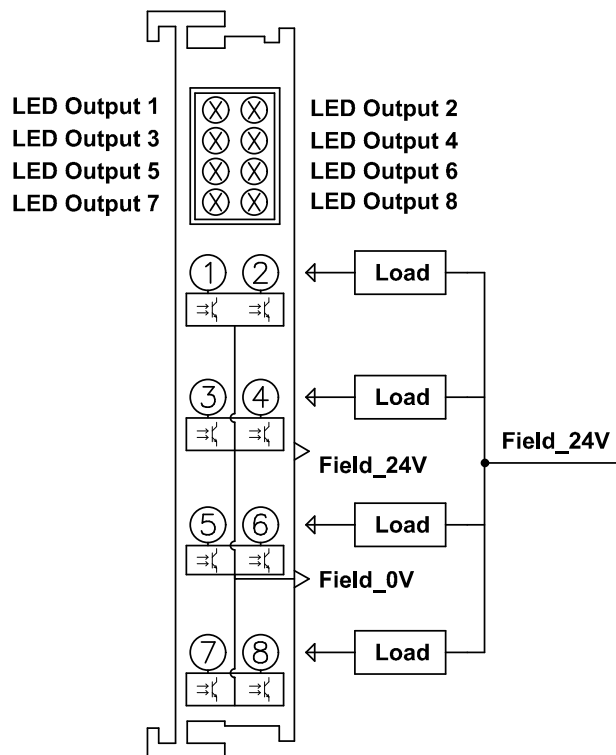 LED Output 1 LED Output 2
LED Output 3 LED Output 4
LED Output 5 LED Output 6
LED Output 7 LED Output 8
1 2 Load
3 4 Load
Field_24V
Field_24V
5 6 Load
Field_0V
7 8 Load